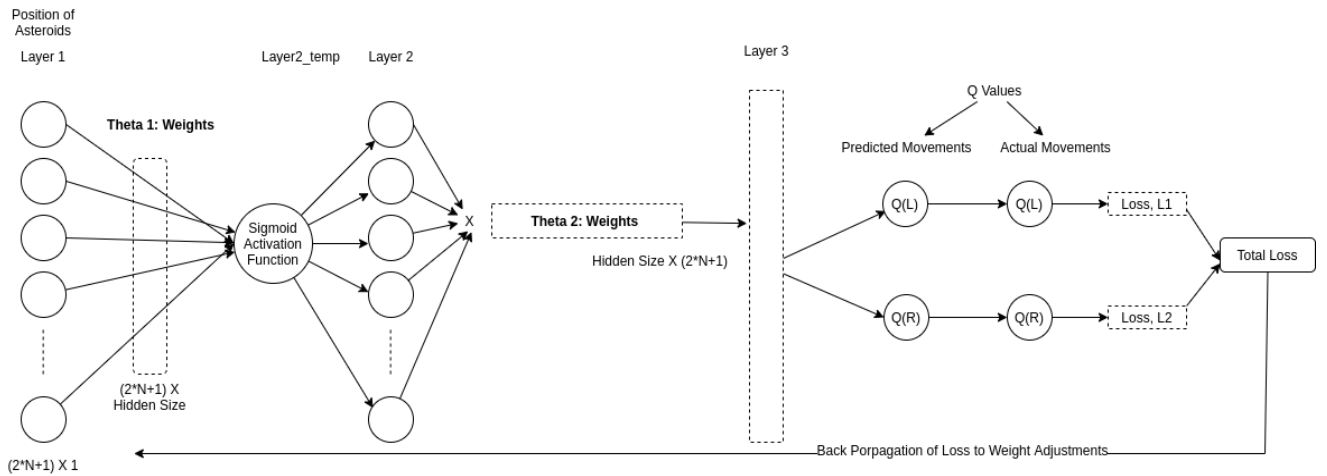 Position of
Asteroids
Layer 1
Layer2_temp
Layer 2
Layer 3
Theta 1: Weights
Q Values
Predicted Movements
Actual Movements
Sigmoid
Activation
Function
X
Theta 2: Weights
Hidden Size X (2*N+1)
Q(L)
Q(L)
Loss, L1
Total Loss
Q(R)
Q(R)
Loss, L2
(2*N+1) X
Hidden Size
Back Porpagation of Loss to Weight Adjustments
(2*N+1) X 1